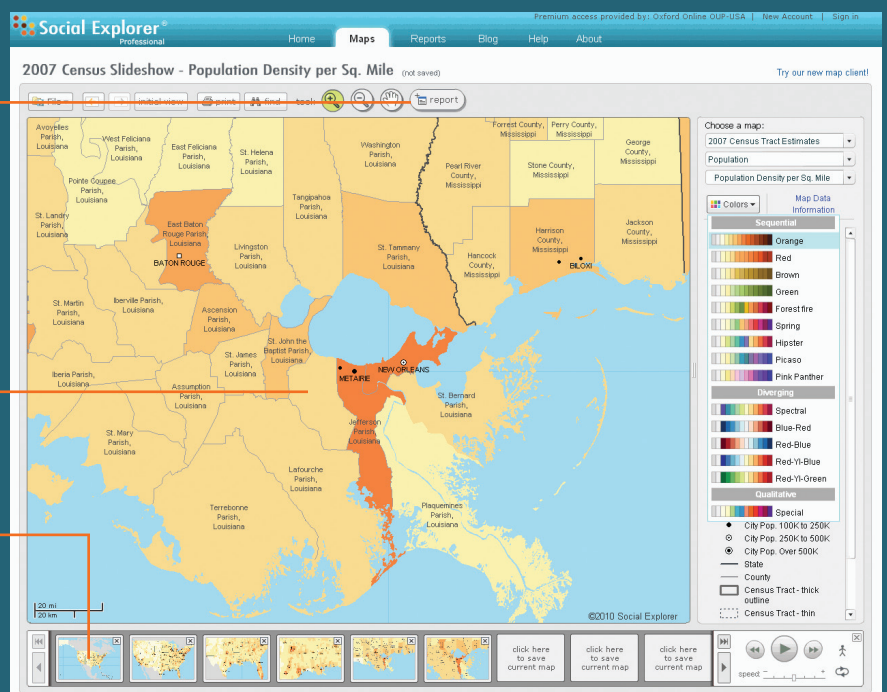 Premium access provided by: Oxford Online OUP-USA | New Account | Sign in
Social Explorer
Professional
Home Maps Reports Blog Help About
2007 Census Slideshow - Population Density per Sq. Mile (not saved)
Try our new map client!
File initial view print find tools report
Choose a map:
2007 Census Tract Estimates
Population
Population Density per Sq. Mile
Colors
Map Data
Information
Sequential
Orange
Red
Brown
Green
Forest fire
Spring
Hipster
Picaso
Pink Panther
Diverging
Spectral
Blue-Red
Red-Blue
Red-Yl-Blue
Red-Yl-Green
Qualitative
Special
City Pop. 100K to 250K
City Pop. 250K to 500K
City Pop. Over 500K
State
County
Census Tract - thick
outline
Census Tract - thin
Avoyelles
Parish,
Louisiana
West Feliciana
Parish,
Louisiana
East Feliciana
Parish,
Louisiana
St. Helena
Parish,
Louisiana
Washington
Parish,
Louisiana
Forrest County,
Mississippi
Perry County,
Mississippi
George
County,
Mississippi
Pearl River
County,
Mississippi
Stone County,
Mississippi
Pointe Coupee
Parish,
Louisiana
Tangipahoa
Parish,
Louisiana
St. Landry
Parish,
Louisiana
East Baton
Rouge Parish,
Louisiana
BATON ROUGE
Livingston
Parish,
Louisiana
St. Tammany
Parish,
Louisiana
Hancock
County,
Mississippi
Harrison
County,
Mississippi
BILOXI
Jackson
County,
Mississippi
St. Martin
Parish,
Louisiana
Iberville Parish,
Louisiana
Ascension
Parish,
Louisiana
St. John the
Baptist Parish,
Louisiana
St. James
Parish,
Louisiana
Iberia Parish,
Louisiana
Assumption
Parish,
Louisiana
METAIRIE
NEW ORLEANS
St. Bernard
Parish,
Louisiana
St. Mary
Parish,
Louisiana
Jefferson
Parish,
Louisiana
Lafourche
Parish,
Louisiana
Terrebonne
Parish,
Louisiana
Plaquemines
Parish,
Louisiana
20 mi
20 km
©2010 Social Explorer
click here
to save
current map
click here
to save
current map
click here
to save
current map
speed: